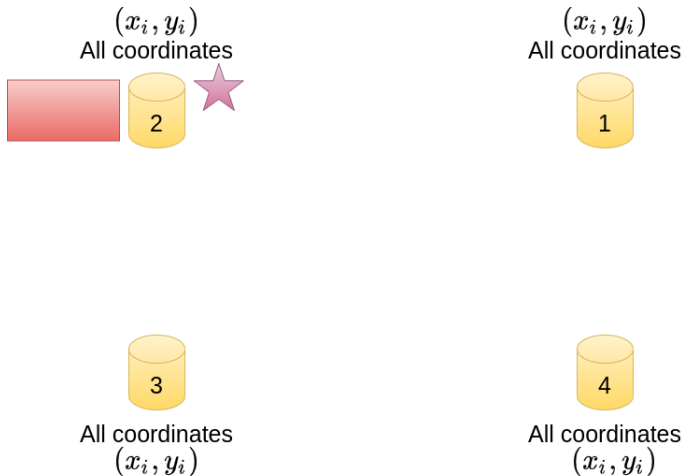 (x_i, y_i)
All coordinates
2
(x_i, y_i)
All coordinates
1
3
All coordinates
(x_i, y_i)
4
All coordinates
(x_i, y_i)